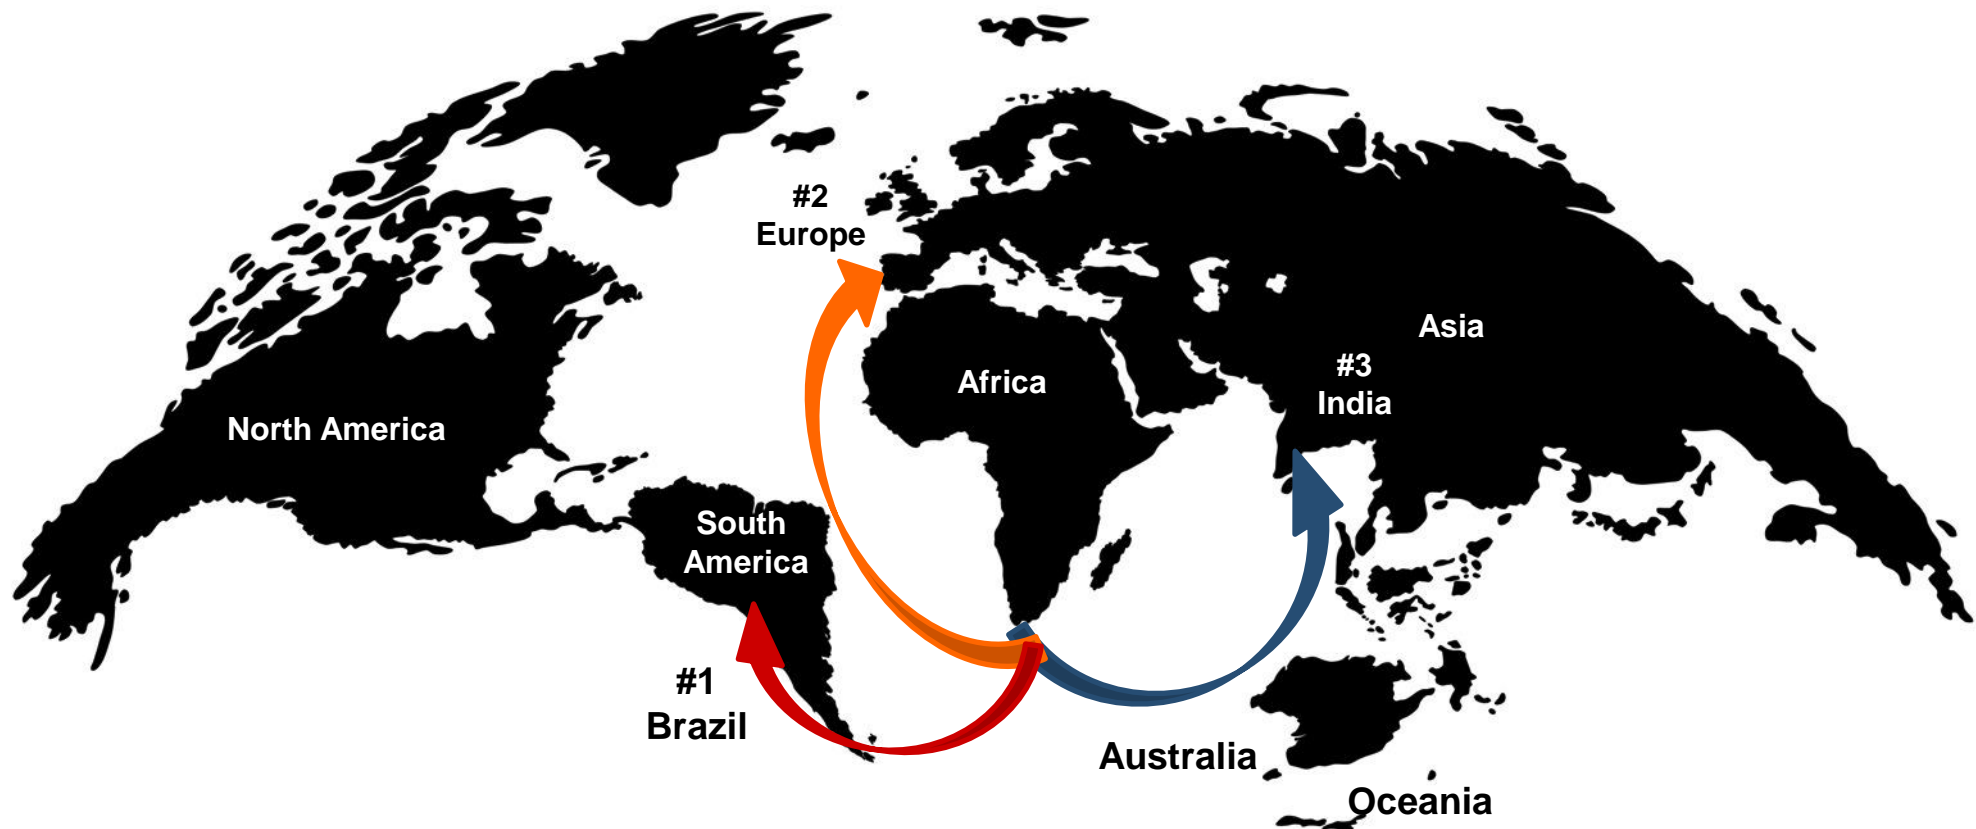 #2
Europe
Asia
#3
India
Africa
North America
South
America
#1
Brazil
Australia
Oceania